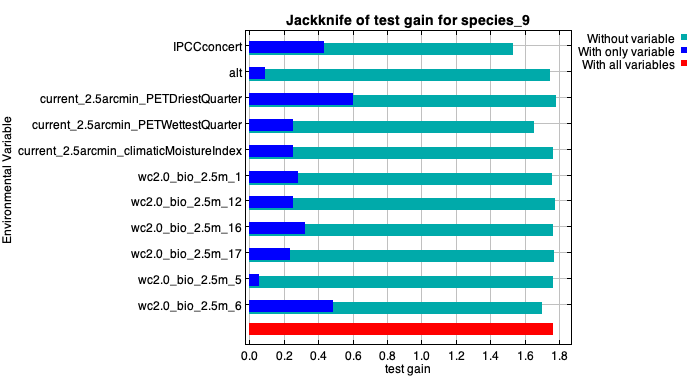 Jackknife of test gain for species_9
Without variable
With only variable
With all variables
Environmental Variable
IPCCconcert
alt
current_2.5arcmin_PETDriestQuarter
current_2.5arcmin_PETWettestQuarter
current_2.5arcmin_climaticMoistureIndex
wc2.0_bio_2.5m_1
wc2.0_bio_2.5m_12
wc2.0_bio_2.5m_16
wc2.0_bio_2.5m_17
wc2.0_bio_2.5m_5
wc2.0_bio_2.5m_6
0.0 0.2 0.4 0.6 0.8 1.0 1.2 1.4 1.6 1.8
test gain